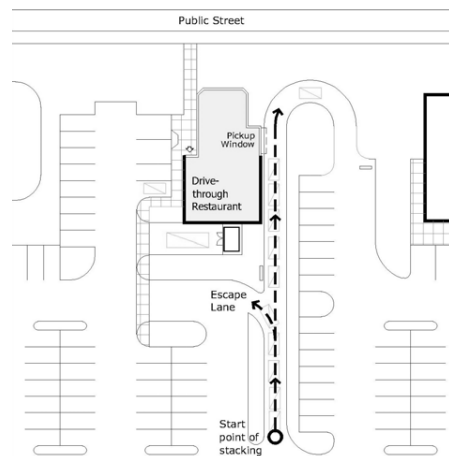 Public Street
Pickup
Window
Drive-
through
Restaurant
Escape
Lane
Start
point of
stacking